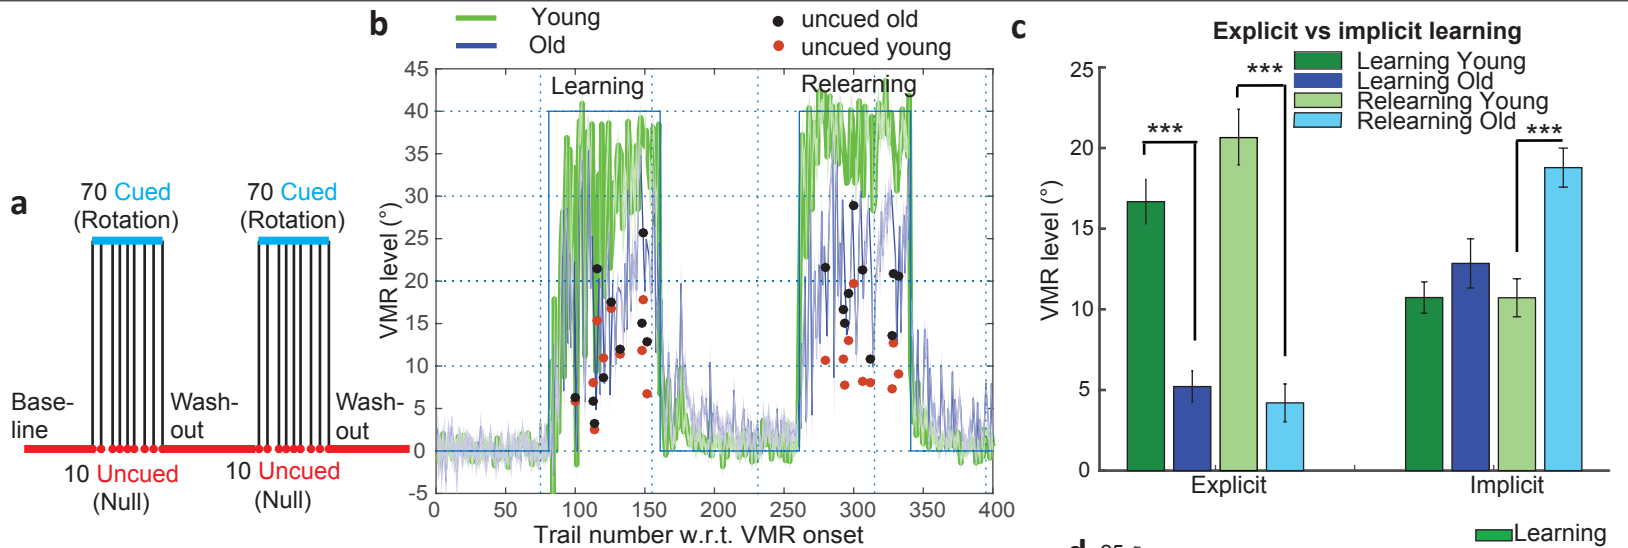 a
70 Cued
(Rotation)
70 Cued
(Rotation)
Base-
line
Wash-
out
Wash-
out
10 Uncued
(Null)
10 Uncued
(Null)
b
Young
Old
uncued old
uncued young
Learning
Relearning
VMR level (°)
45
40
35
30
25
20
15
10
5
0
−5
0
50
100
150
200
250
300
350
400
Trail number w.r.t. VMR onset
c
Explicit vs implicit learning
Learning Young
Learning Old
Relearning Young
Relearning Old
***
***
***
VMR level (°)
25
20
15
10
5
0
Explicit
Implicit
Learning